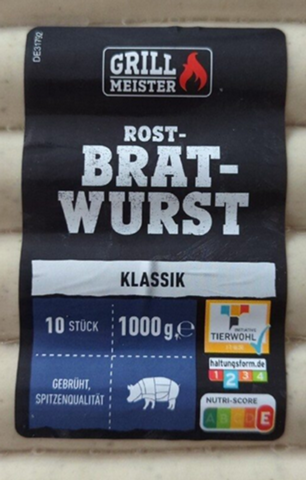 DE31792
GRILL
MEISTER
ROST-
BRAT-
WURST
KLASSIK
10 STÜCK
1000 g, e
GEBRÜHT,
SPITZENQUALITÄT
INITIATIVE
TIERWOHL
haltungsform.de
1 2 3 4
NUTRI-SCORE
A B C D E